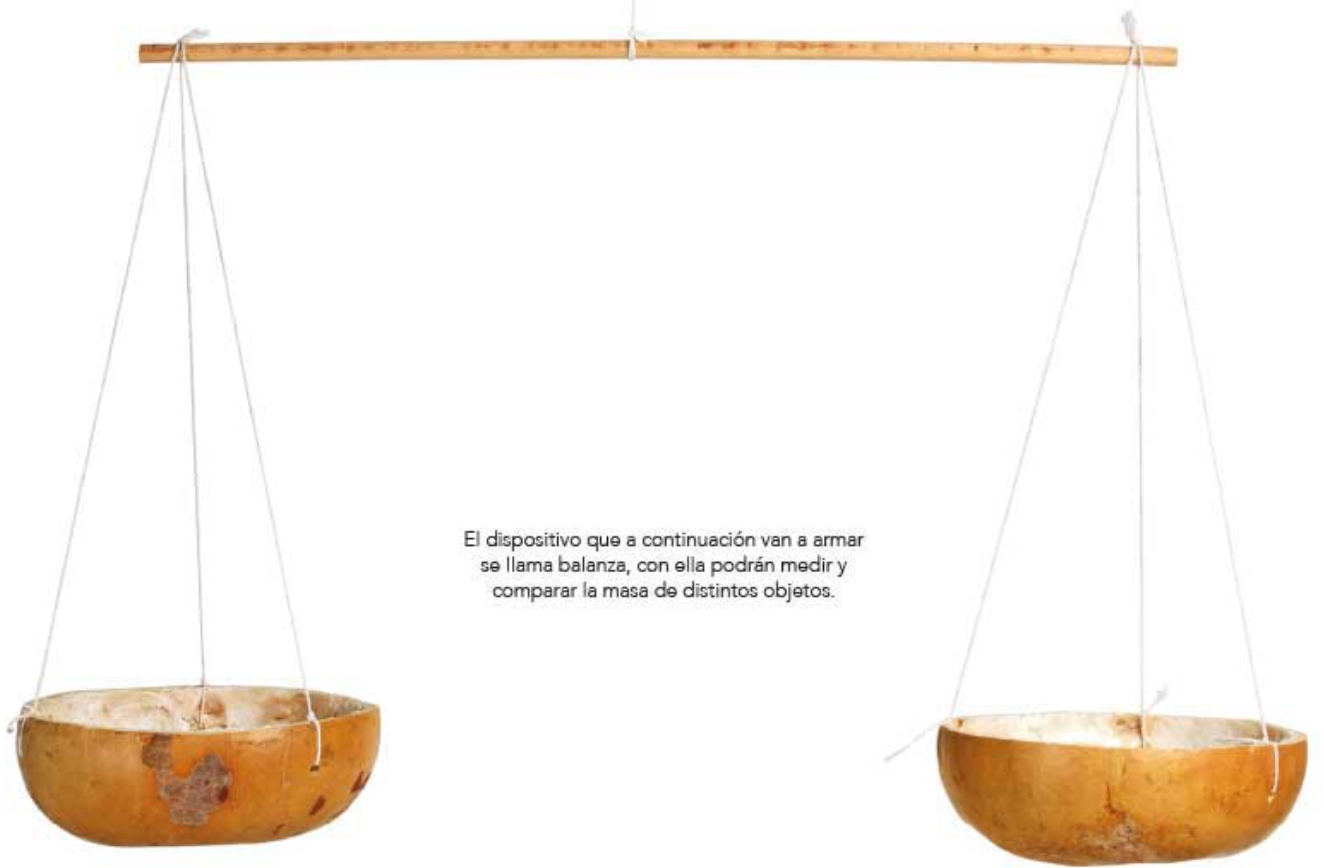 El dispositivo que a continuación van a armar
se llama balanza, con ella podrán medir y
comparar la masa de distintos objetos.